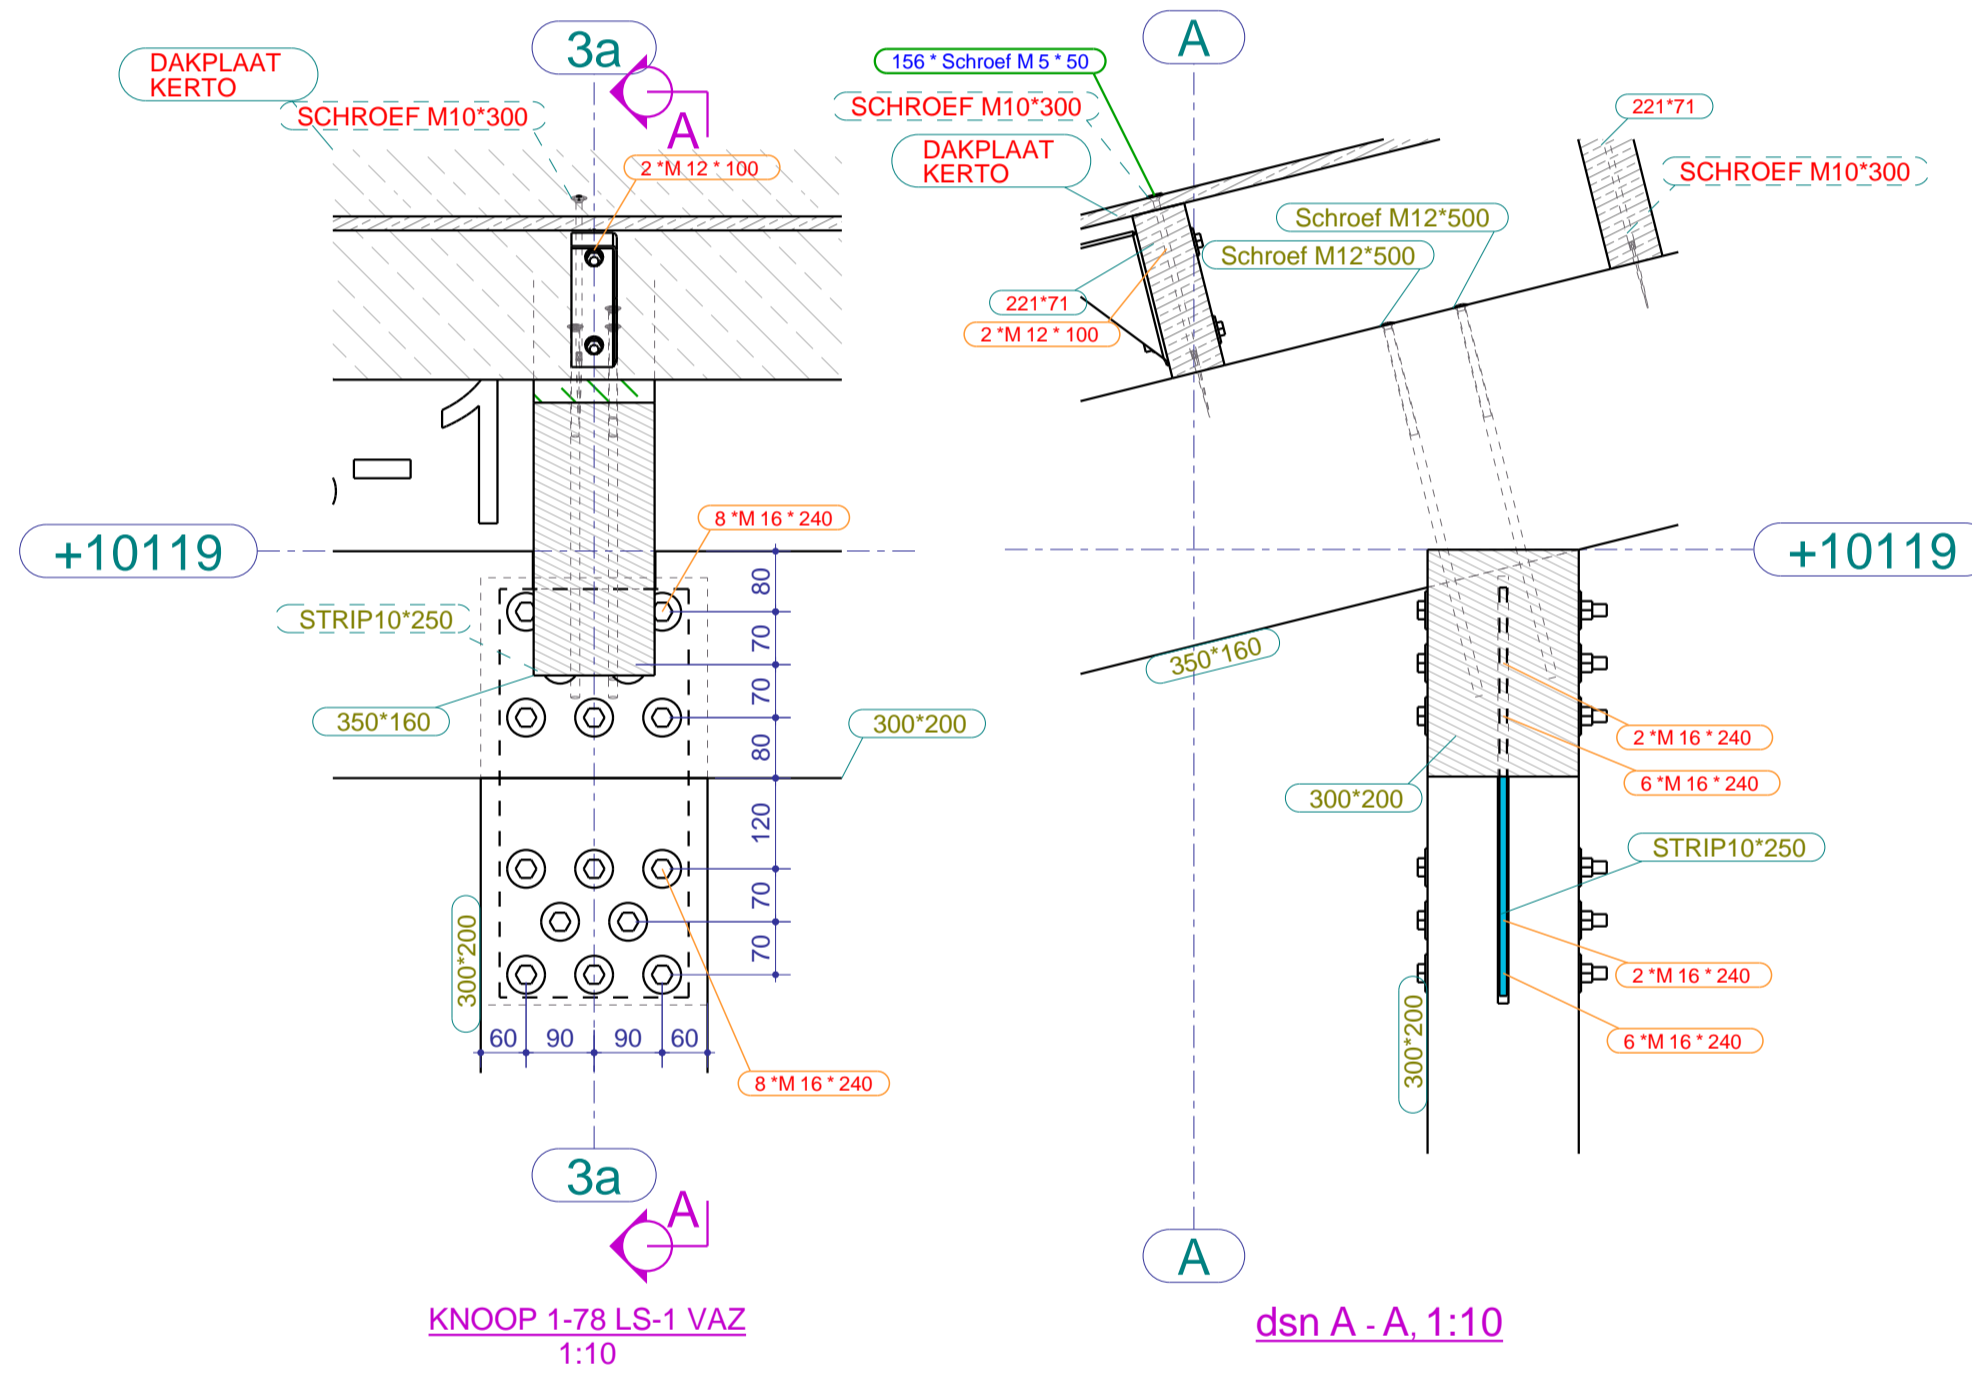 3a
A
DAKPLAAT
KERTO
SCHROEF M10*300
A
2 *M 12 * 100
156 * Schroef M 5 * 50
SCHROEF M10*300
DAKPLAAT
KERTO
221*71
SCHROEF M10*300
Schroef M12*500
Schroef M12*500
221*71
2 *M 12 * 100
-1
+10119
8 *M 16 * 240
80
70
70
80
120
70
70
STRIP10*250
350*160
300*200
300*200
60
90
90
60
8 *M 16 * 240
3a
A
KNOOP 1-78 LS-1 VAZ
1:10
+10119
350*160
2 *M 16 * 240
6 *M 16 * 240
300*200
STRIP10*250
2 *M 16 * 240
6 *M 16 * 240
300*200
A
dsn A - A, 1:10